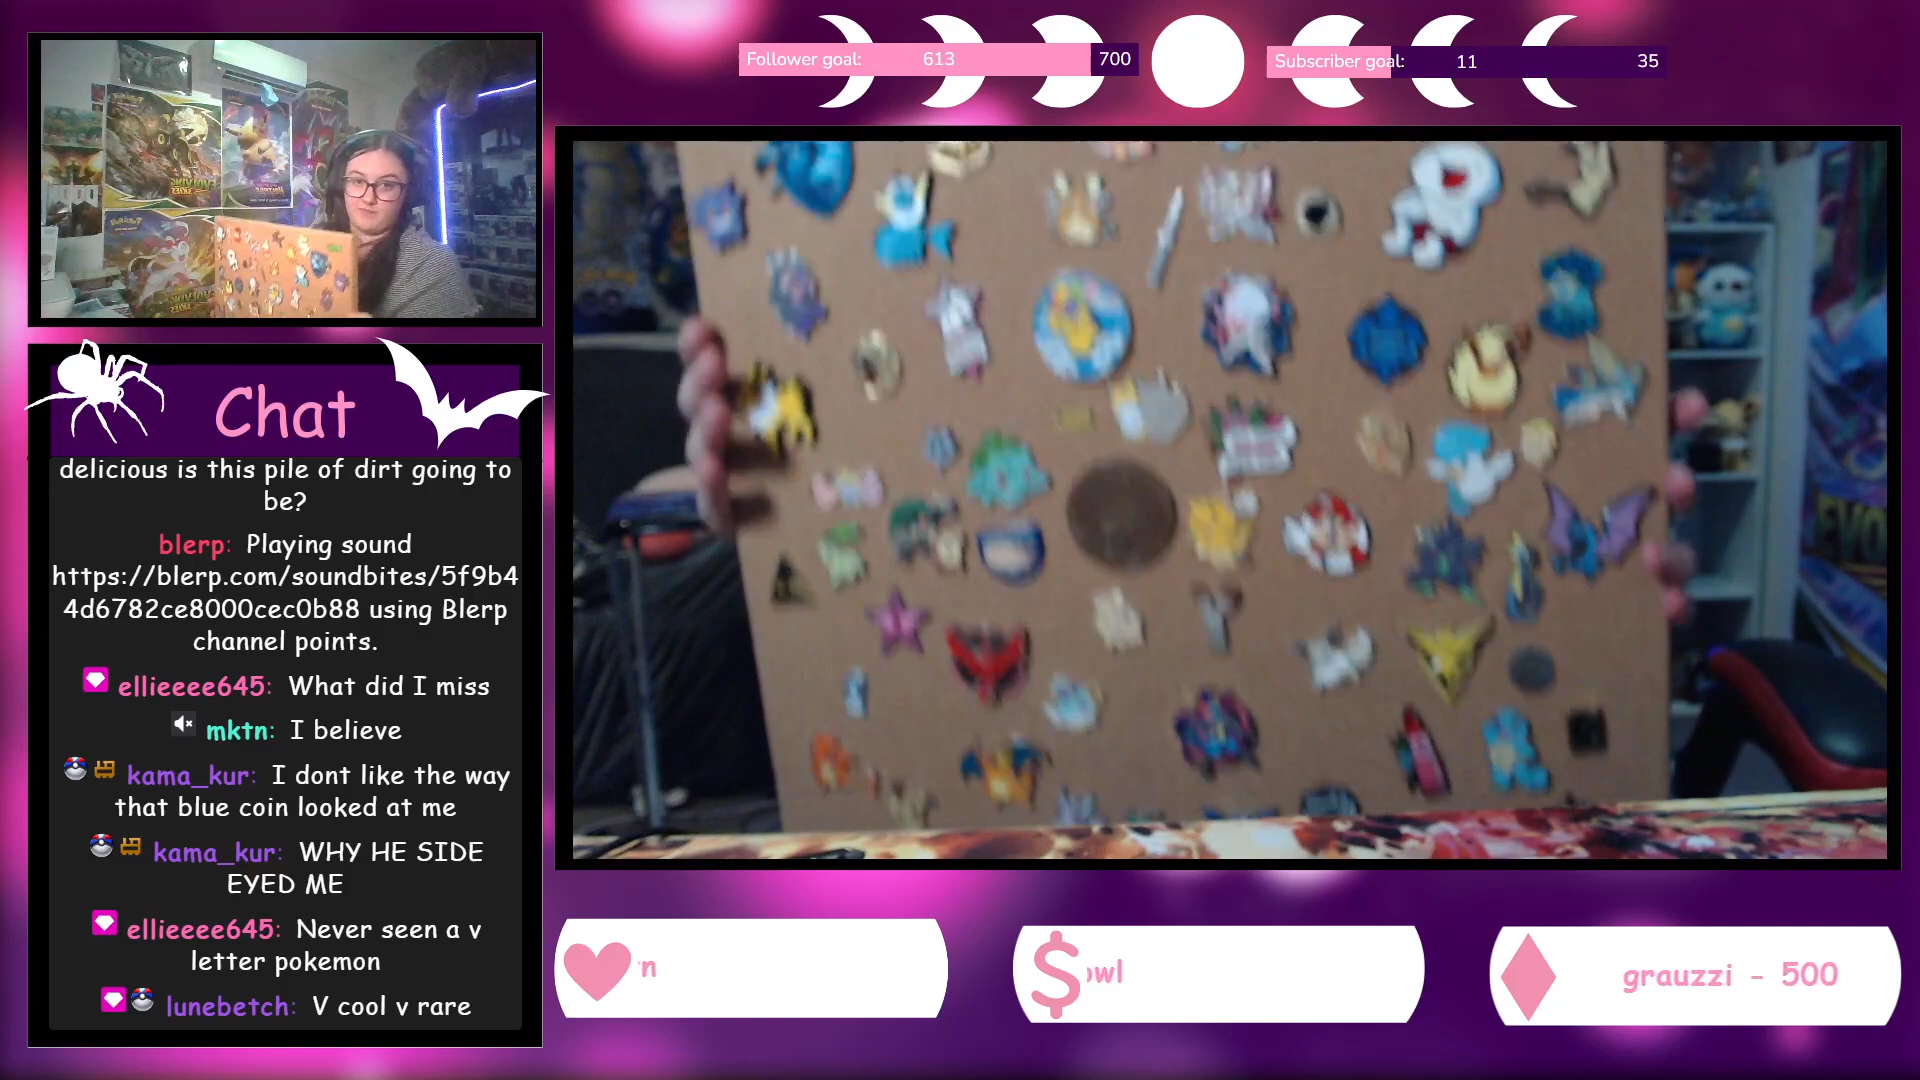 Follower goal: 613 700
Subscriber goal: 11 35
Chat
delicious is this pile of dirt going to
be?
blerp: Playing sound
https://blerp.com/soundbites/5f9b4
4d6782ce8000cec0b88 using Blerp
channel points.
ellieeee645: What did I miss
mktn: I believe
kama_kur: I dont like the way
that blue coin looked at me
kama_kur: WHY HE SIDE
EYED ME
ellieeee645: Never seen a v
letter pokemon
lunebetch: V cool v rare
n
$
owl
grauzzi - 500